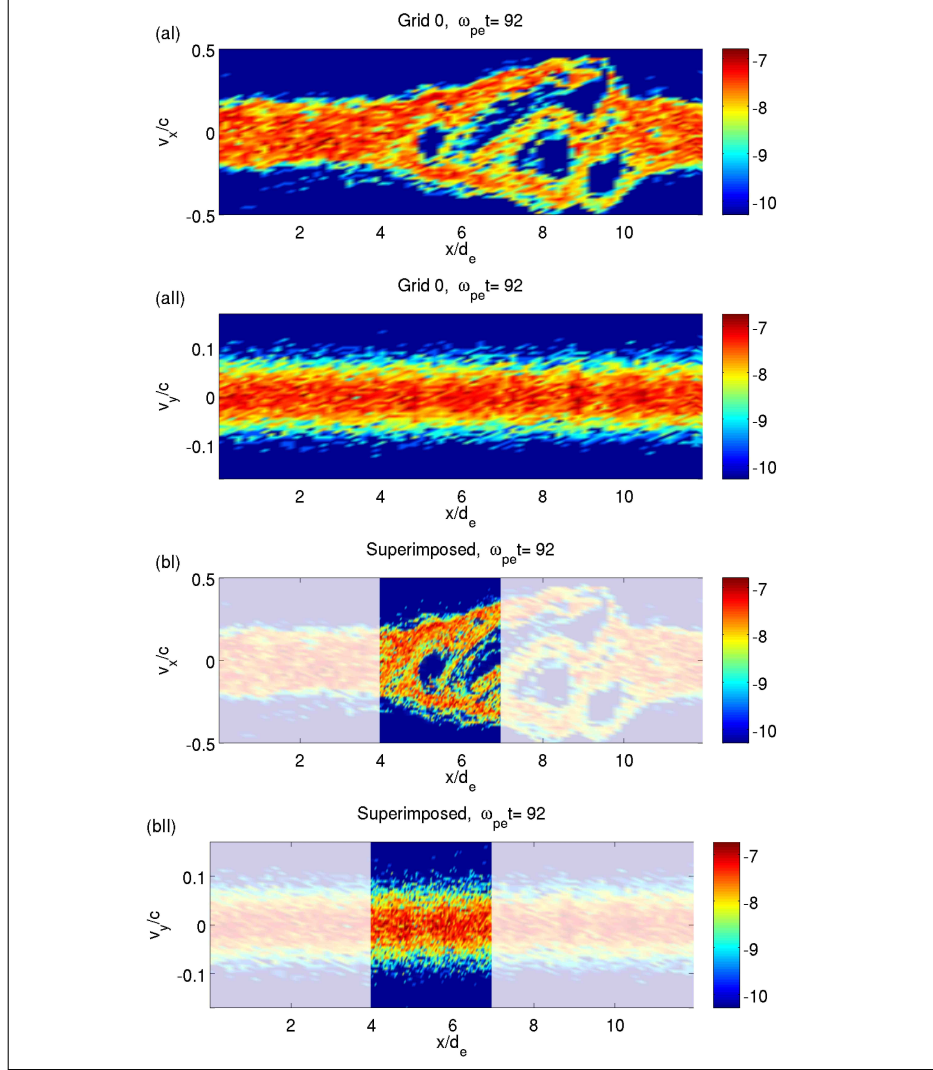 Grid 0, ω_pe t= 92
(aI)
0.5
0
-0.5
v_x/c
2 4 6 8 10
x/d_e
-7
-8
-9
-10
Grid 0, ω_pe t= 92
(aII)
0.1
0
-0.1
v_y/c
2 4 6 8 10
x/d_e
-7
-8
-9
-10
Superimposed, ω_pe t= 92
(bI)
0.5
0
-0.5
v_x/c
2 4 6 8 10
x/d_e
-7
-8
-9
-10
Superimposed, ω_pe t= 92
(bII)
0.1
0
-0.1
v_y/c
2 4 6 8 10
x/d_e
-7
-8
-9
-10